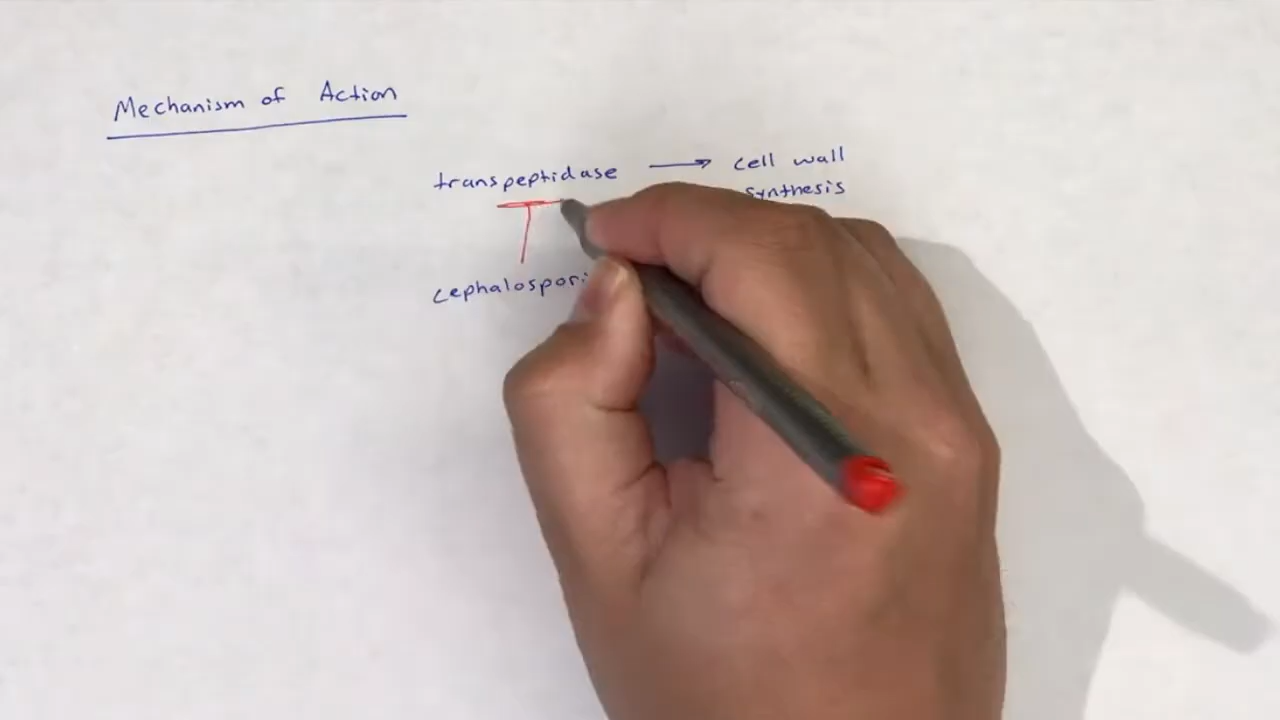 Mechanism of Action
transpeptidase → cell wall
synthesis